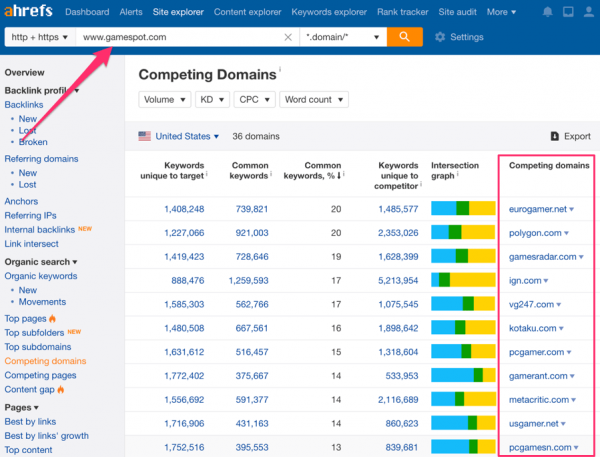 ahrefs Dashboard Alerts Site explorer Content explorer Keywords explorer Rank tracker Site audit More
http + https www.gamespot.com *.domain/* Settings
Overview
Backlink profile
Backlinks
New
Lost
Broken
Referring domains
New
Lost
Anchors
Referring IPs
Internal backlinks NEW
Link intersect
Organic search
Organic keywords
New
Movements
Top pages
Top subfolders NEW
Top subdomains
Competing domains
Competing pages
Content gap
Pages
Best by links
Best by links' growth
Top content
Competing Domains i
Volume KD CPC Word count
United States 36 domains Export
Keywords unique to target i Common keywords i Common keywords, % i Keywords unique to competitor i Intersection graph i Competing domains
1,408,248 739,821 20 1,485,577 eurogamer.net
1,227,066 921,003 20 2,353,026 polygon.com
1,419,423 728,646 19 1,628,399 gamesradar.com
888,476 1,259,593 17 5,213,954 ign.com
1,585,303 562,766 17 1,075,545 vg247.com
1,480,508 667,561 16 1,898,642 kotaku.com
1,631,612 516,457 15 1,318,604 pcgamer.com
1,772,402 375,667 14 533,953 gamerant.com
1,556,692 591,377 14 2,116,689 metacritic.com
1,716,906 431,163 14 860,623 usgamer.net
1,752,516 395,553 13 839,681 pcgamesn.com